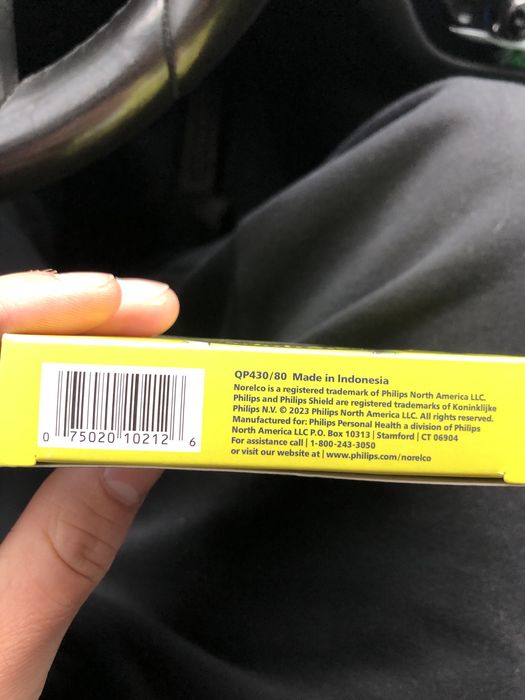 QP430/80 Made in Indonesia
Norelco is a registered trademark of Philips North America LLC.
Philips and Philips Shield are registered trademarks of Koninklijke
Philips N.V. © 2023 Philips North America LLC. All rights reserved.
Manufactured for: Philips Personal Health a division of Philips
North America LLC P.O. Box 10313 | Stamford | CT 06904
For assistance call | 1-800-243-3050
or visit our website at | www.philips.com/norelco
0 75020 10212 6